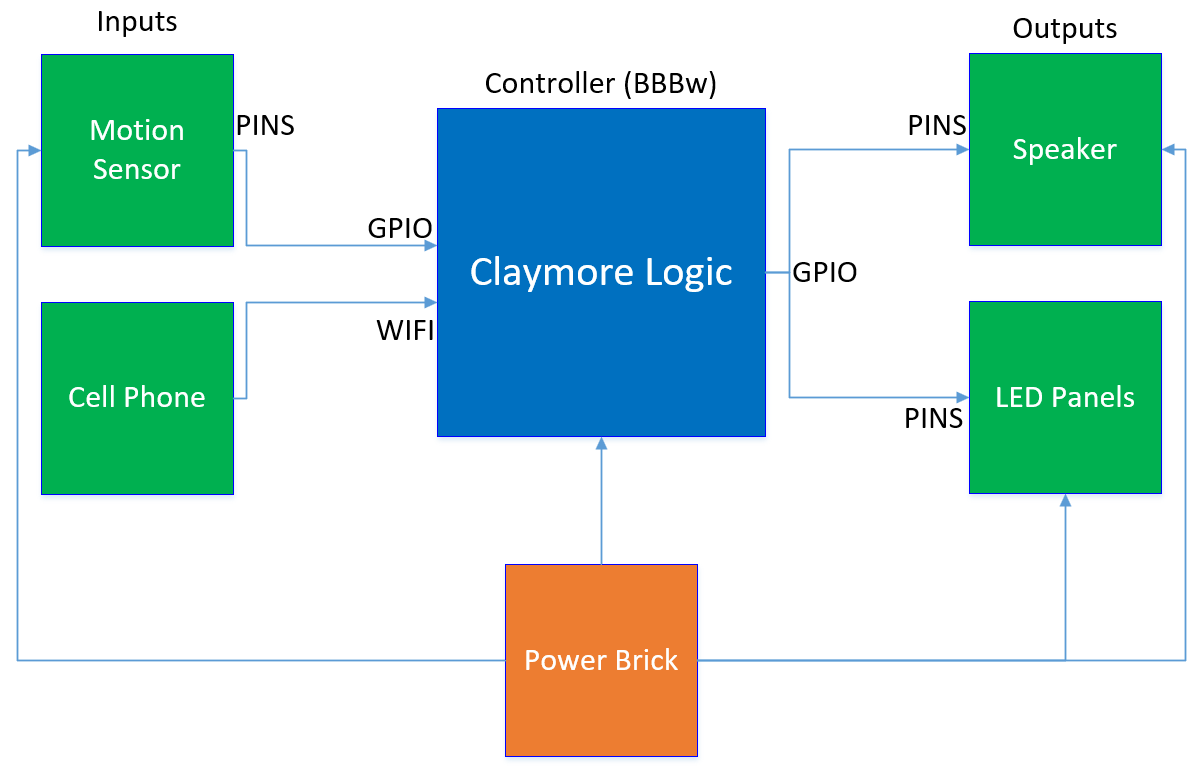 Inputs
Outputs
Controller (BBBw)
Motion
Sensor
PINS
PINS
Speaker
GPIO
Claymore Logic
GPIO
WIFI
Cell Phone
LED Panels
PINS
Power Brick